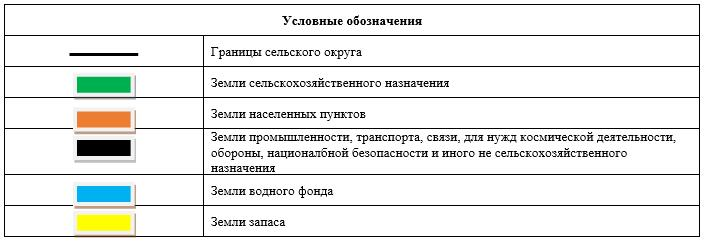 Условные обозначения
Границы сельского округа
Земли сельскохозяйственного назначения
Земли населенных пунктов
Земли промышленности, транспорта, связи, для нужд космической деятельности,
обороны, националбной безопасности и иного не сельскохозяйственного
назначения
Земли водного фонда
Земли запаса